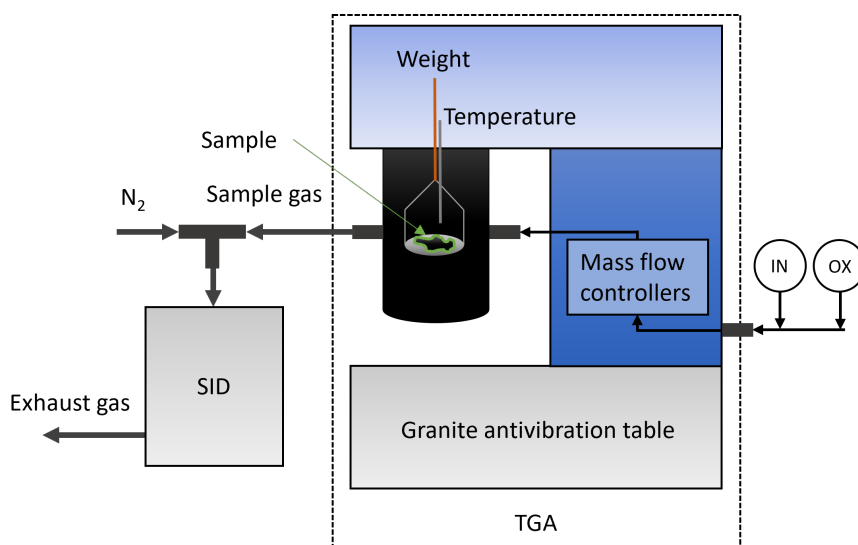 Weight
Temperature
Sample
Sample gas
N₂
Mass flow
controllers
IN
OX
SID
Exhaust gas
Granite antivibration table
TGA